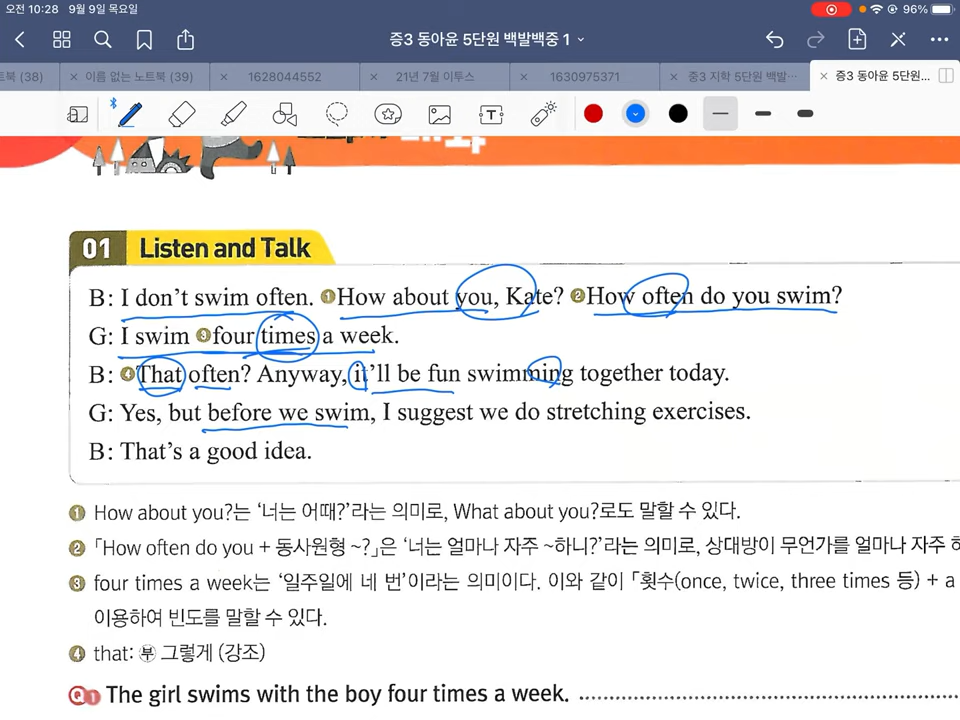 오전 10:28 9월 9일 목요일 96%
증3 동아윤 5단원 백발백중 1
트북 (38) × 이름 없는 노트북 (39) × 1628044552 × 21년 7월 이투스 × 1630975371 × 중3 지학 5단원 백발… × 증3 동아윤 5단원…
01 Listen and Talk
B: I don't swim often. ❶How about you, Kate? ❷How often do you swim?
G: I swim ❸four times a week.
B: ❹That often? Anyway, it'll be fun swimming together today.
G: Yes, but before we swim, I suggest we do stretching exercises.
B: That's a good idea.
❶ How about you?는 '너는 어때?'라는 의미로, What about you?로도 말할 수 있다.
❷ 「How often do you + 동사원형 ~?」은 '너는 얼마나 자주 ~하니?'라는 의미로, 상대방이 무언가를 얼마나 자주
❸ four times a week는 '일주일에 네 번'이라는 의미이다. 이와 같이 「횟수(once, twice, three times 등) + a
이용하여 빈도를 말할 수 있다.
❹ that: 부 그렇게 (강조)
Q1 The girl swims with the boy four times a week.